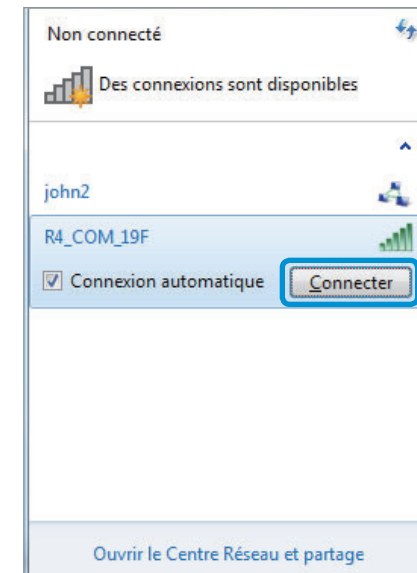 Non connecté
Des connexions sont disponibles
john2
R4_COM_19F
Connexion automatique Connecter
Ouvrir le Centre Réseau et partage